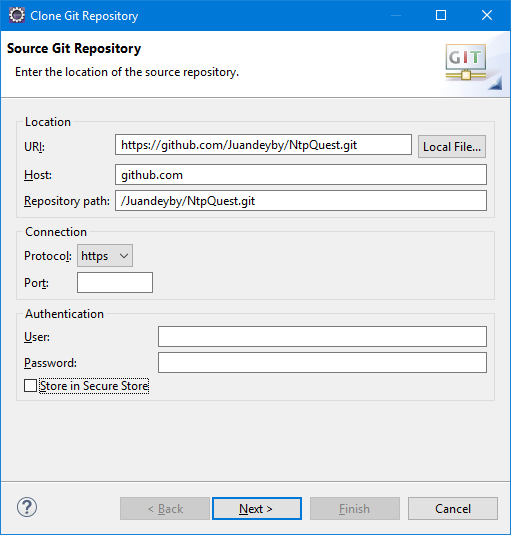 Clone Git Repository
Source Git Repository
Enter the location of the source repository.
GIT
Location
URI: https://github.com/Juandeyby/NtpQuest.git Local File...
Host: github.com
Repository path: /Juandeyby/NtpQuest.git
Connection
Protocol: https
Port:
Authentication
User:
Password:
Store in Secure Store
? < Back Next > Finish Cancel